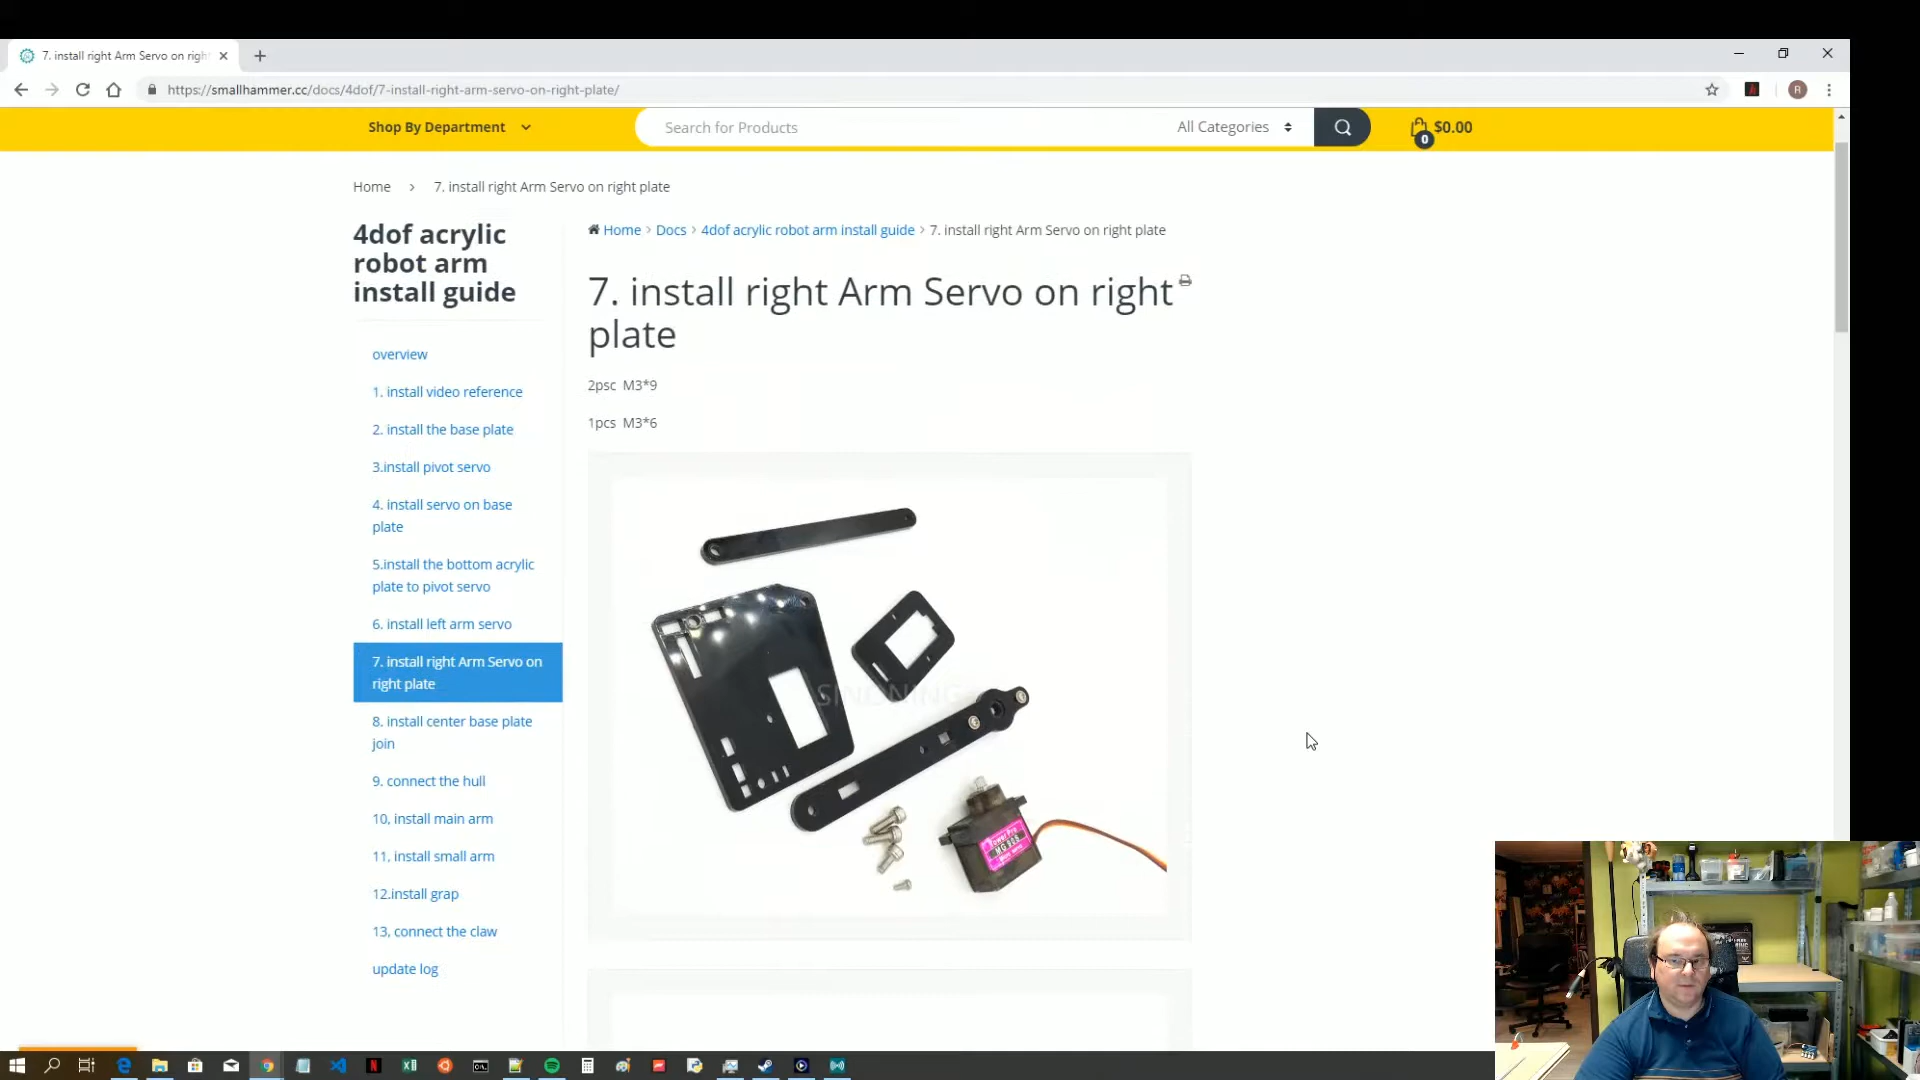 7. install right Arm Servo on righ
https://smallhammer.cc/docs/4dof/7-install-right-arm-servo-on-right-plate/
R
Shop By Department
Search for Products
All Categories
0
$0.00
Home > 7. install right Arm Servo on right plate
4dof acrylic
robot arm
install guide
overview
1. install video reference
2. install the base plate
3.install pivot servo
4. install servo on base
plate
5.install the bottom acrylic
plate to pivot servo
6. install left arm servo
7. install right Arm Servo on
right plate
8. install center base plate
join
9. connect the hull
10, install main arm
11, install small arm
12.install grap
13, connect the claw
update log
Home > Docs > 4dof acrylic robot arm install guide > 7. install right Arm Servo on right plate
7. install right Arm Servo on right
plate
2psc M3*9
1pcs M3*6
SINONING
Tower Pro